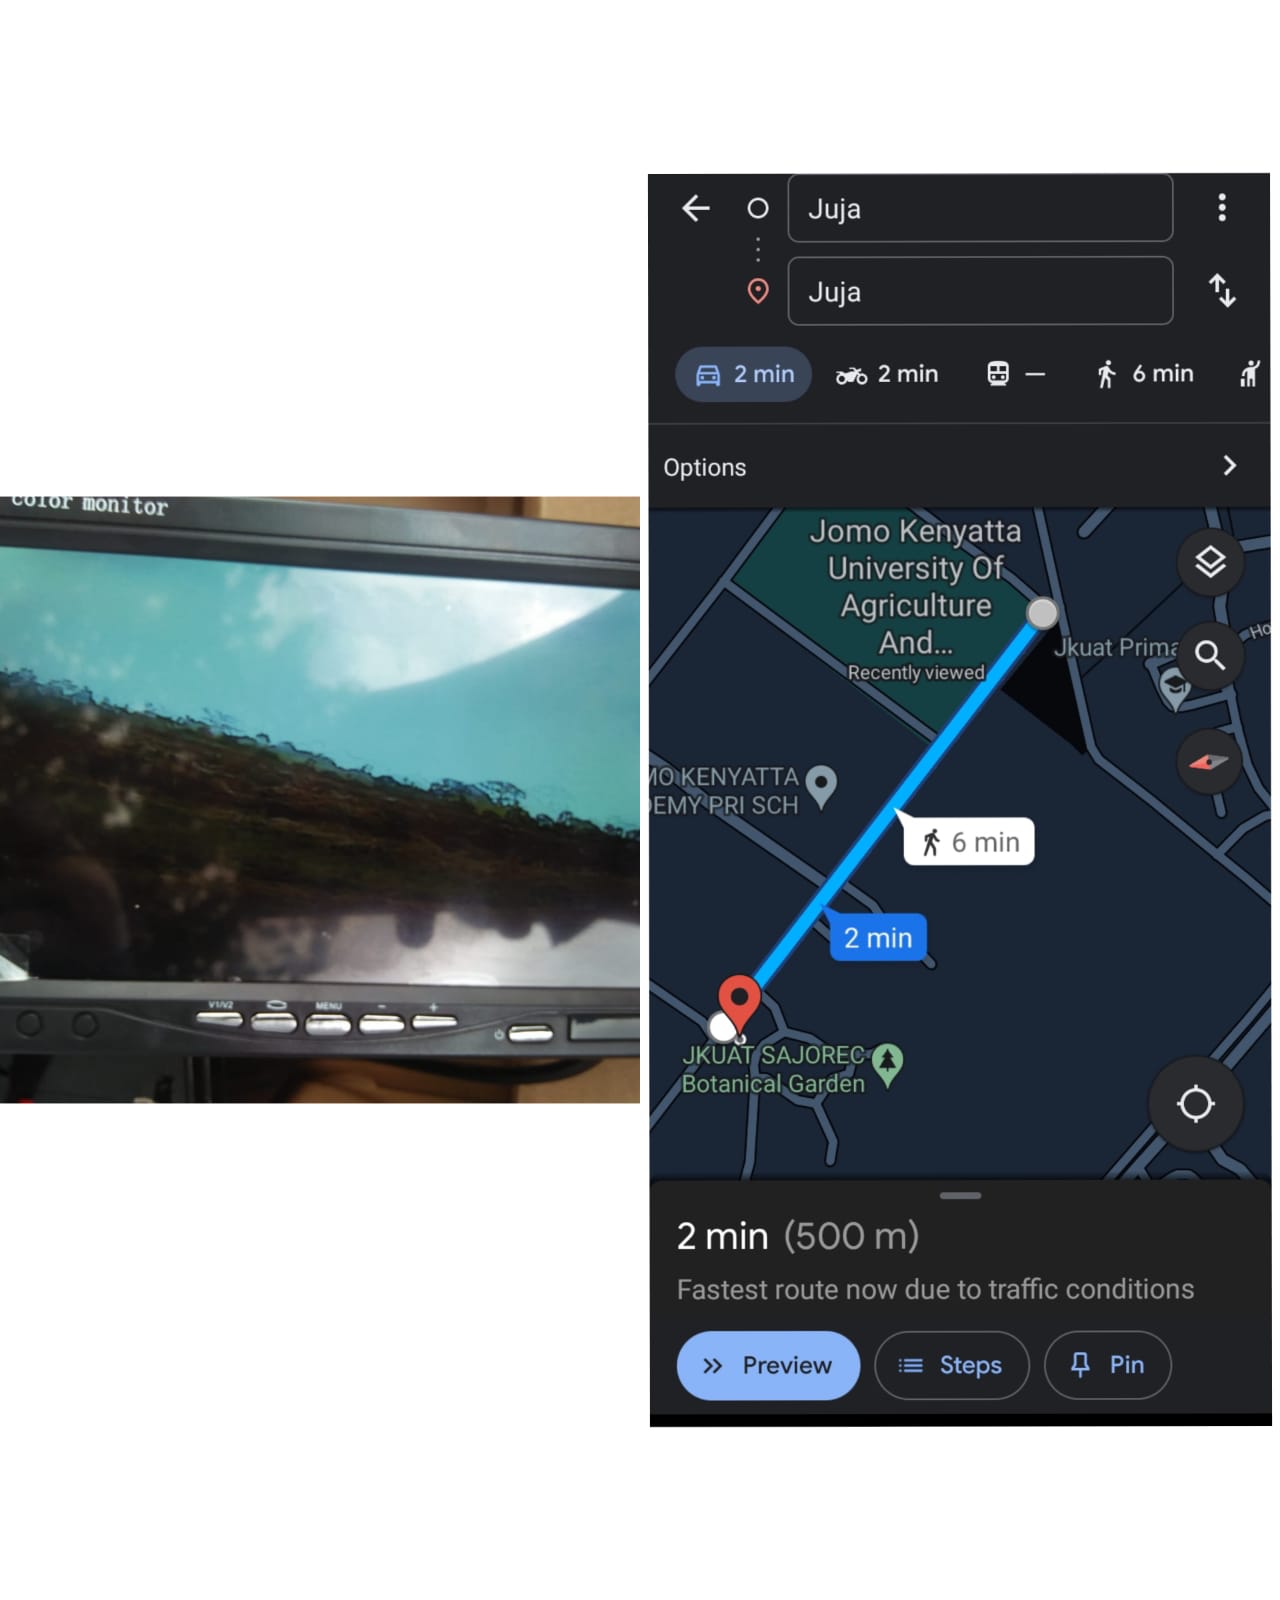 color monitor
V1/V2
MENU
-
+
Juja
Juja
2 min
2 min
—
6 min
Options
Jomo Kenyatta
University Of
Agriculture
And...
Recently viewed
Jkuat Prima
Ho
MO KENYATTA
DEMY PRI SCH
6 min
2 min
JKUAT SAJOREC
Botanical Garden
2 min (500 m)
Fastest route now due to traffic conditions
Preview
Steps
Pin